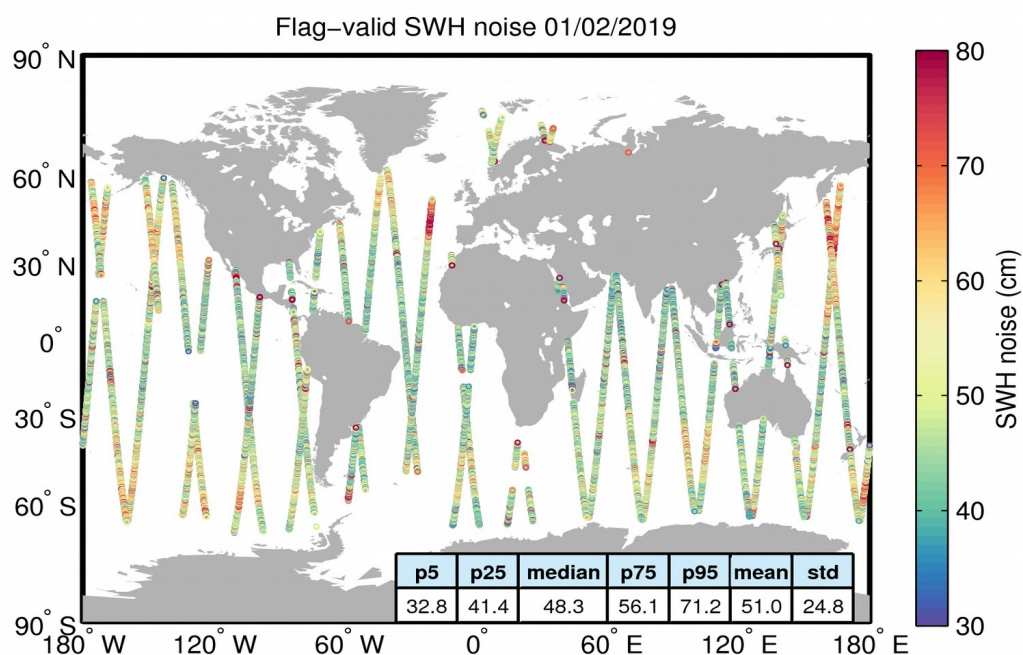 Flag−valid SWH noise 01/02/2019
90° N
60° N
30° N
0°
30° S
60° S
90° S
180° W
120° W
60° W
0°
60° E
120° E
180° E
p5 p25 median p75 p95 mean std
32.8 41.4 48.3 56.1 71.2 51.0 24.8
80
70
60
50
40
30
SWH noise (cm)